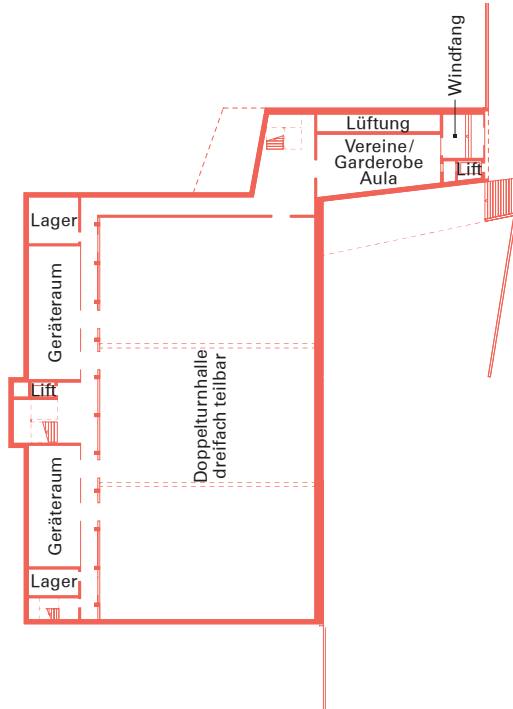 Windfang
Lüftung
Vereine/
Garderobe
Aula
Lift
Lager
Geräteraum
Lift
Doppelturnhalle
dreifach teilbar
Geräteraum
Lager